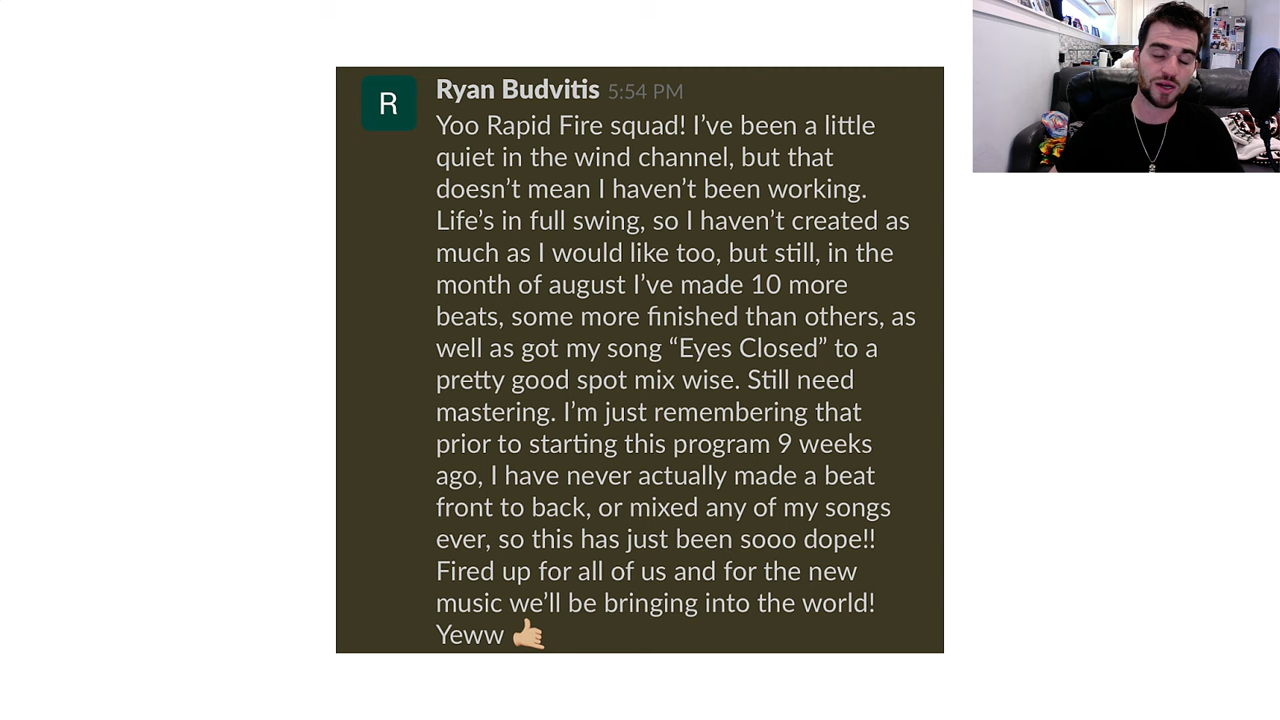 R
Ryan Budvitis 5:54 PM
Yoo Rapid Fire squad! I’ve been a little
quiet in the wind channel, but that
doesn’t mean I haven’t been working.
Life’s in full swing, so I haven’t created as
much as I would like too, but still, in the
month of august I’ve made 10 more
beats, some more finished than others, as
well as got my song “Eyes Closed” to a
pretty good spot mix wise. Still need
mastering. I’m just remembering that
prior to starting this program 9 weeks
ago, I have never actually made a beat
front to back, or mixed any of my songs
ever, so this has just been sooo dope!!
Fired up for all of us and for the new
music we’ll be bringing into the world!
Yeww 🤙🏼